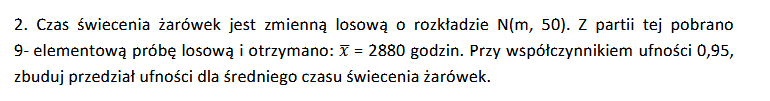 2. Czas świecenia żarówek jest zmienną losową o rozkładzie N(m, 50). Z partii tej pobrano
9- elementową próbę losową i otrzymano: x̅ = 2880 godzin. Przy współczynnikiem ufności 0,95,
zbuduj przedział ufności dla średniego czasu świecenia żarówek.